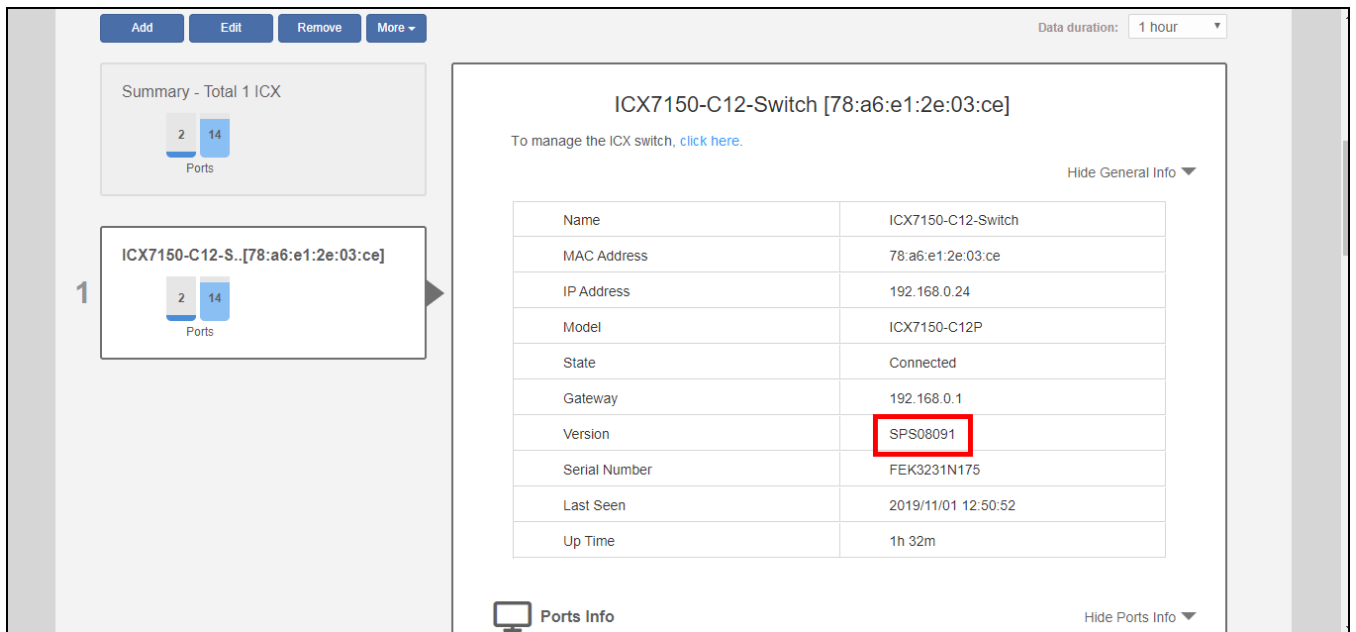 Add Edit Remove More
Data duration: 1 hour
Summary - Total 1 ICX
2 14
Ports
1
ICX7150-C12-S..[78:a6:e1:2e:03:ce]
2 14
Ports
ICX7150-C12-Switch [78:a6:e1:2e:03:ce]
To manage the ICX switch, click here.
Hide General Info
Name ICX7150-C12-Switch
MAC Address 78:a6:e1:2e:03:ce
IP Address 192.168.0.24
Model ICX7150-C12P
State Connected
Gateway 192.168.0.1
Version SPS08091
Serial Number FEK3231N175
Last Seen 2019/11/01 12:50:52
Up Time 1h 32m
Ports Info
Hide Ports Info